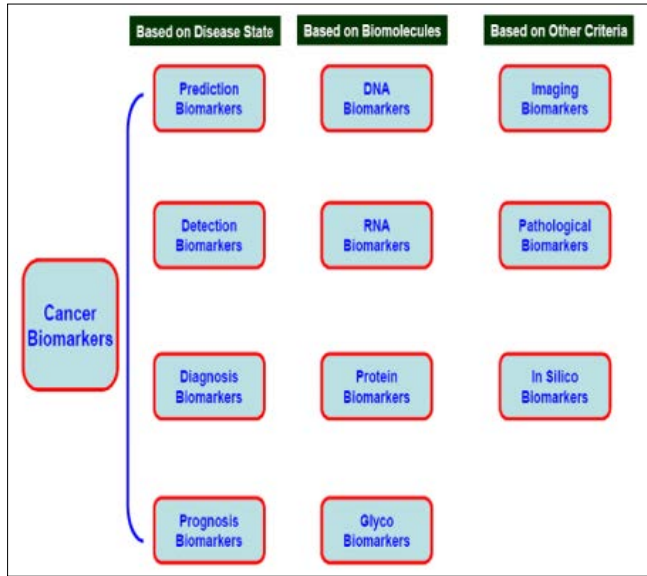 Based on Disease State
Based on Biomolecules
Based on Other Criteria
Prediction
Biomarkers
DNA
Biomarkers
Imaging
Biomarkers
Detection
Biomarkers
RNA
Biomarkers
Pathological
Biomarkers
Cancer
Biomarkers
Diagnosis
Biomarkers
Protein
Biomarkers
In Silico
Biomarkers
Prognosis
Biomarkers
Glyco
Biomarkers